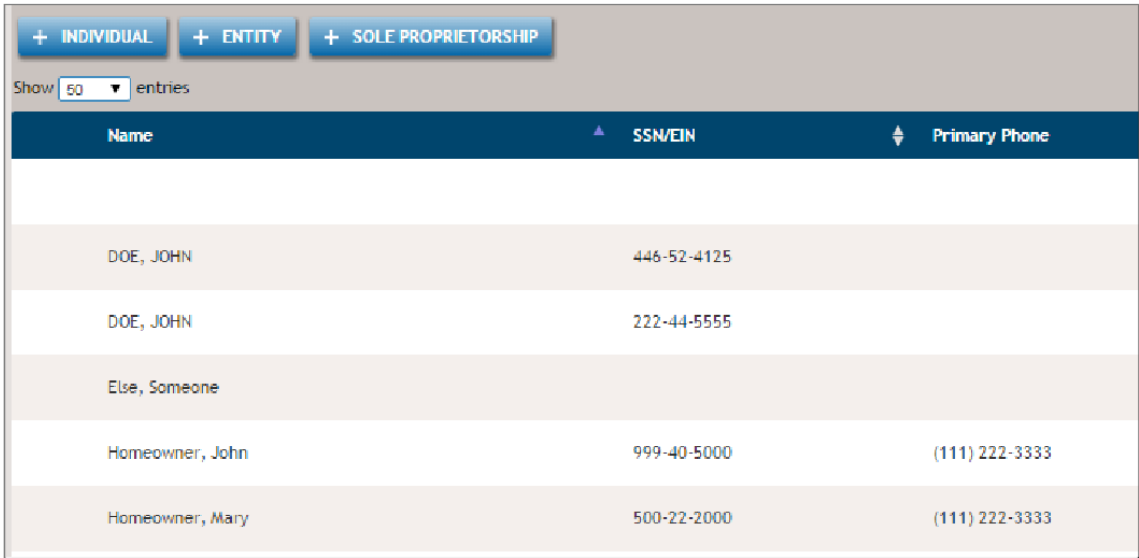 + INDIVIDUAL + ENTITY + SOLE PROPRIETORSHIP
Show 50 entries
Name SSN/EIN Primary Phone
DOE, JOHN 446-52-4125
DOE, JOHN 222-44-5555
Else, Someone
Homeowner, John 999-40-5000 (111) 222-3333
Homeowner, Mary 500-22-2000 (111) 222-3333